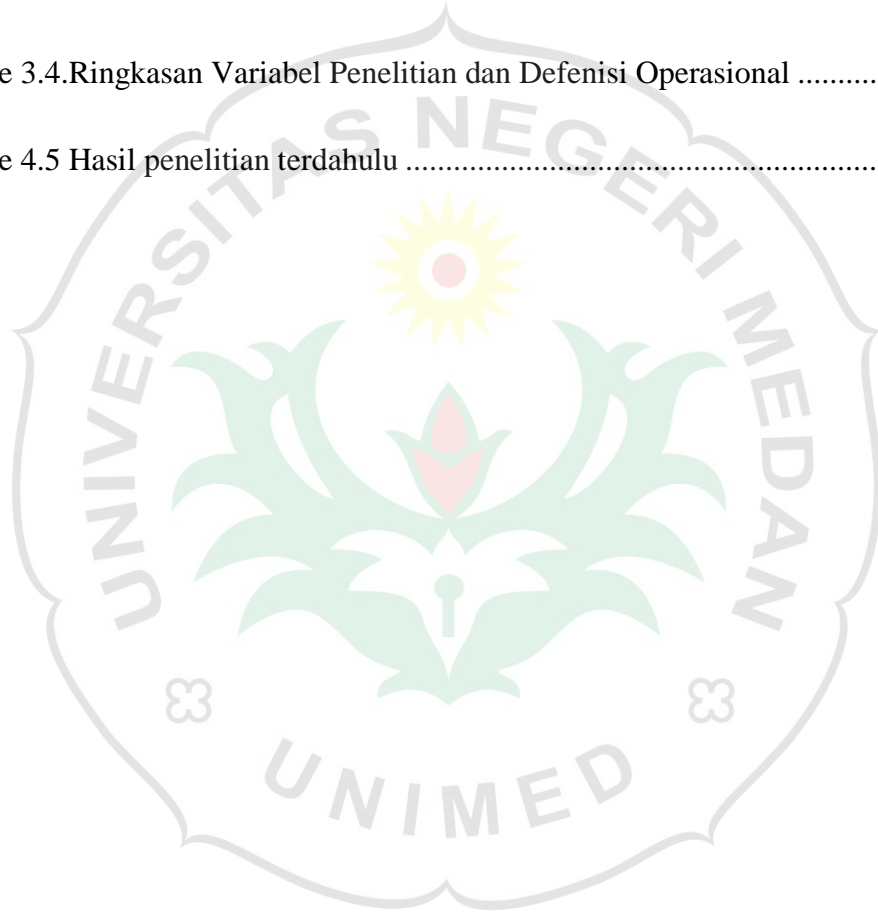 e 3.4.Ringkasan Variabel Penelitian dan Defenisi Operasional ..........
e 4.5 Hasil penelitian terdahulu ..........................................................
UNIVERSITAS NEGERI MEDAN
UNIMED